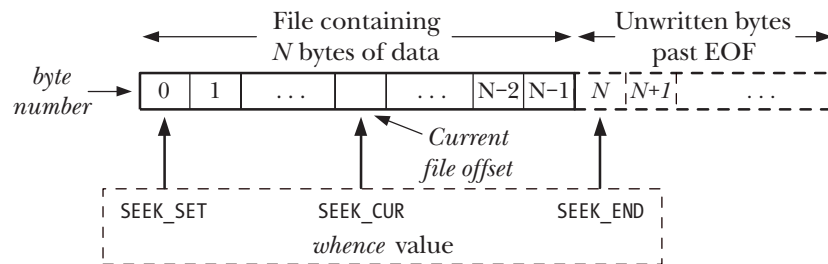 File containing
N bytes of data
Unwritten bytes
past EOF
byte
number
0 1 ... ... N−2 N−1 N N+1 ...
Current
file offset
SEEK_SET SEEK_CUR SEEK_END
whence value